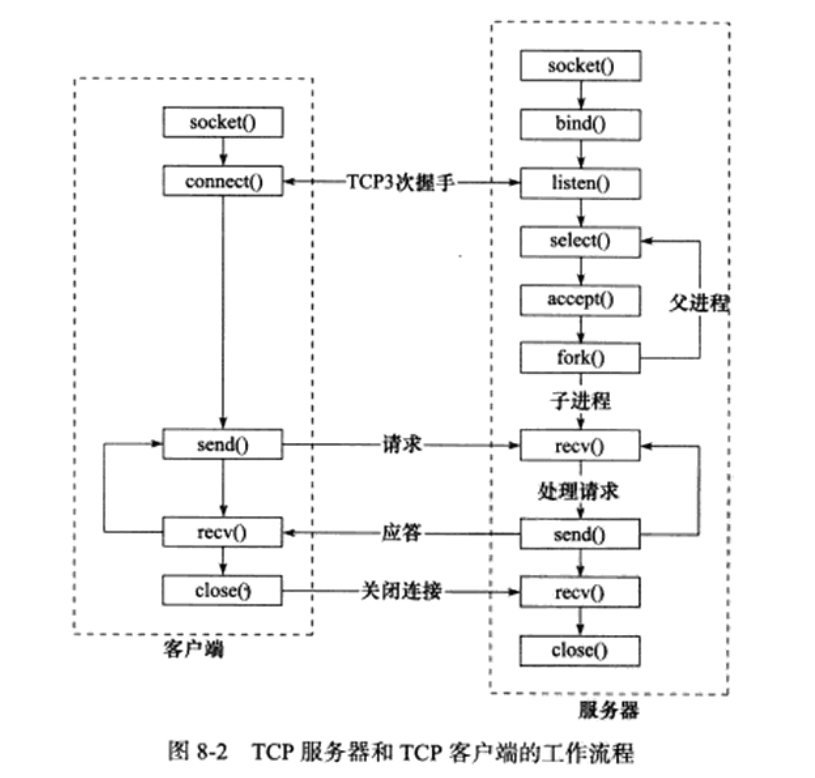 socket()
connect()
TCP3次握手
send()
请求
recv()
应答
close()
关闭连接
客户端
socket()
bind()
listen()
select()
accept()
父进程
fork()
子进程
recv()
处理请求
send()
recv()
close()
服务器
图 8-2 TCP 服务器和 TCP 客户端的工作流程